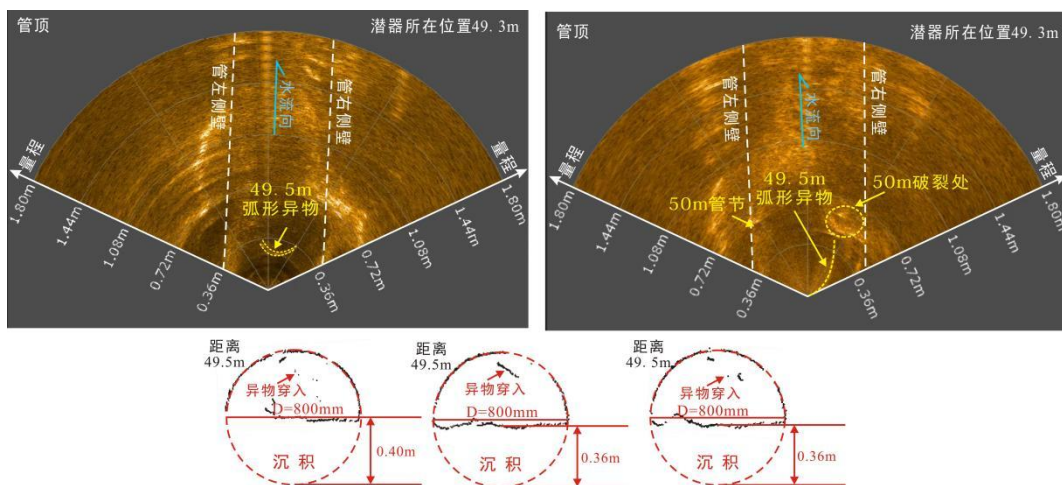 管顶
潜器所在位置49.3m
管左侧壁
水流向
管右侧壁
量程
量程
49.5m
弧形异物
1.80m
1.44m
1.08m
0.72m
0.36m
0.36m
0.72m
1.08m
1.44m
1.80m
管顶
潜器所在位置49.3m
管左侧壁
水流向
管右侧壁
量程
量程
50m管节
49.5m
弧形异物
50m破裂处
1.80m
1.44m
1.08m
0.72m
0.36m
0.36m
0.72m
1.08m
1.44m
1.80m
距离
49.5m
异物穿入
D=800mm
沉积
0.40m
距离
49.5m
异物穿入
D=800mm
沉积
0.36m
距离
49.5m
异物穿入
D=800mm
沉积
0.36m